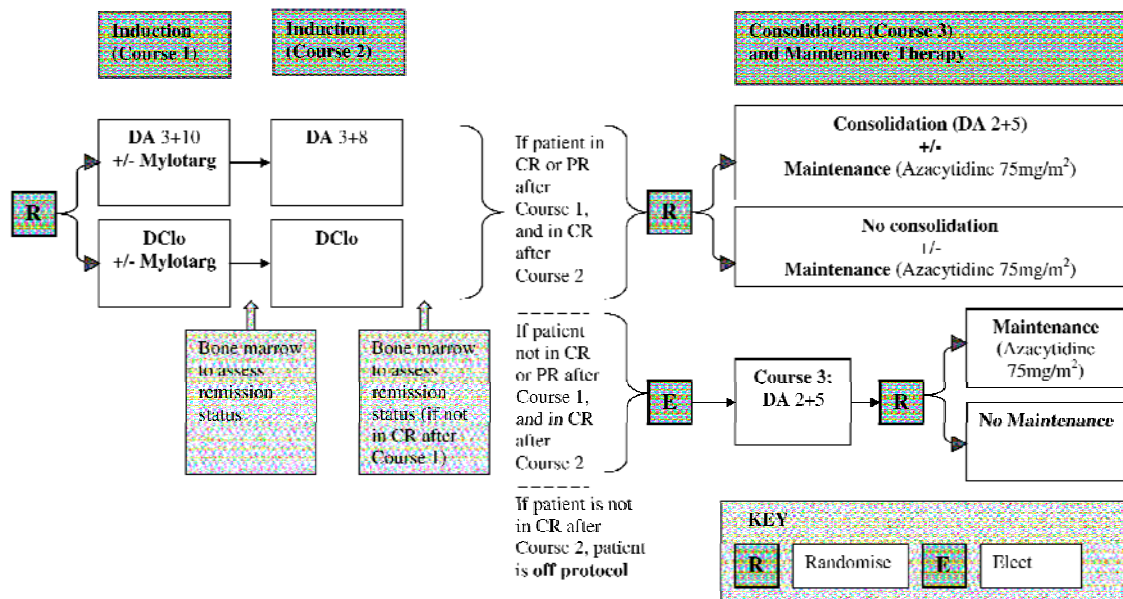 Induction
(Course 1)
Induction
(Course 2)
Consolidation (Course 3)
and Maintenance Therapy
R
DA 3+10
+/- Mylotarg
DA 3+8
DClo
+/- Mylotarg
DClo
Bone marrow
to assess
remission
status
Bone marrow
to assess
remission
status (if not
in CR after
Course 1)
If patient in
CR or PR
after
Course 1,
and in CR
after
Course 2
R
Consolidation (DA 2+5)
+/-
Maintenance (Azacytidine 75mg/m²)
No consolidation
+/-
Maintenance (Azacytidine 75mg/m²)
If patient
not in CR
or PR after
Course 1,
and in CR
after
Course 2
E
Course 3:
DA 2+5
R
Maintenance
(Azacytidine
75mg/m²)
No Maintenance
If patient is not
in CR after
Course 2, patient
is off protocol
KEY
R
Randomise
E
Elect